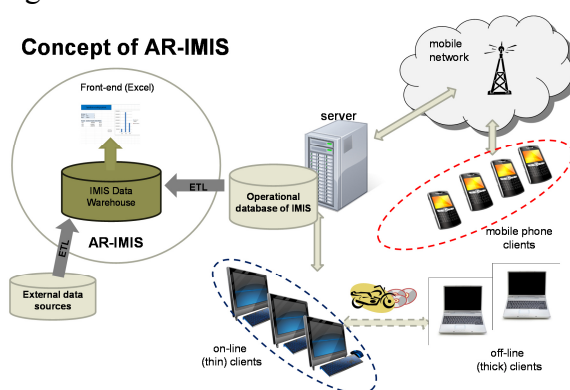 Concept of AR-IMIS
mobile
network
Front-end (Excel)
server
IMIS Data
Warehouse
ETL
Operational
database of IMIS
AR-IMIS
ETL
mobile phone
clients
External data
sources
on-line
(thin) clients
off-line
(thick) clients